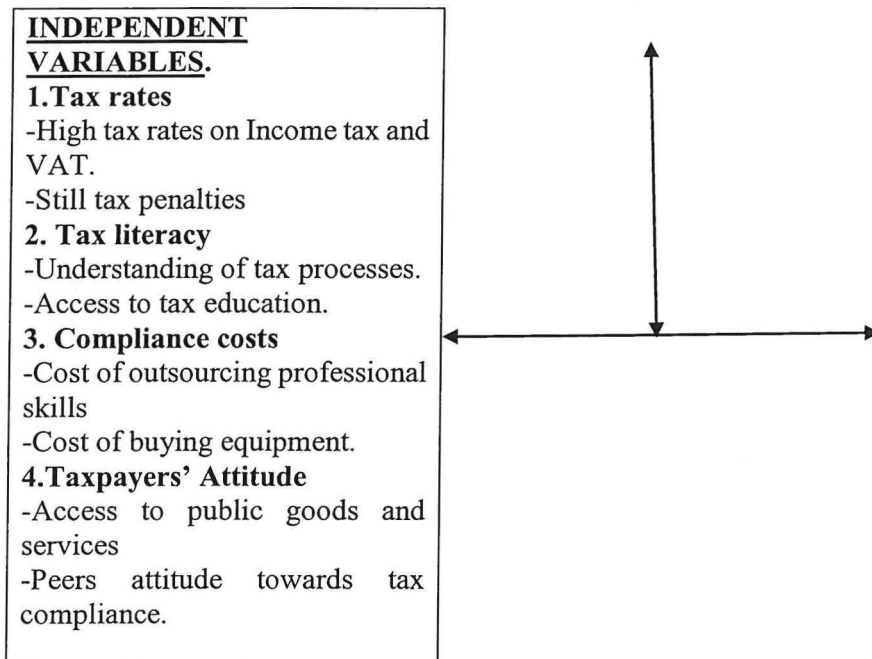 INDEPENDENT
VARIABLES.
1.Tax rates
-High tax rates on Income tax and
VAT.
-Still tax penalties
2. Tax literacy
-Understanding of tax processes.
-Access to tax education.
3. Compliance costs
-Cost of outsourcing professional
skills
-Cost of buying equipment.
4.Taxpayers’ Attitude
-Access to public goods and
services
-Peers attitude towards tax
compliance.